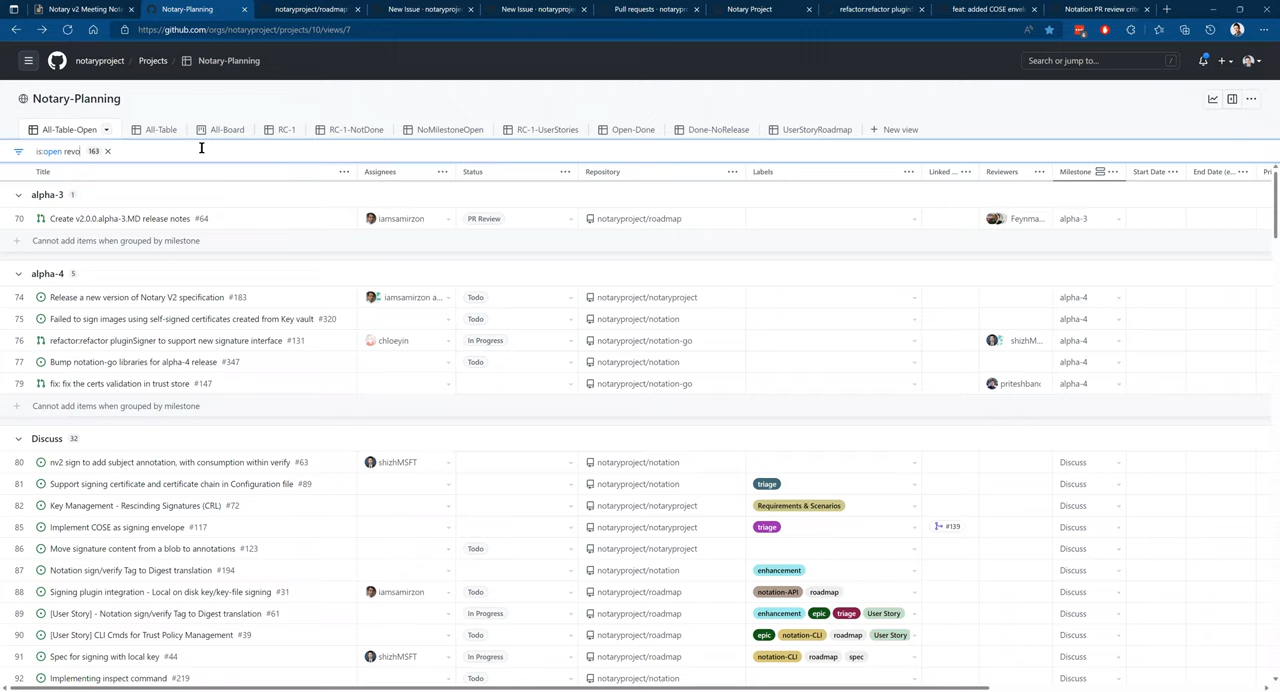 Notary v2 Meeting Not
Notary-Planning
notaryproject/roadmap
New Issue · notaryproje
New Issue · notaryproje
Pull requests · notarypr
Notary Project
refactor:refactor plugin
feat: added COSE enve
Notation PR review crite
https://github.com/orgs/notaryproject/projects/10/views/7
notaryproject / Projects / Notary-Planning
Search or jump to...
/
Notary-Planning
All-Table-Open
All-Table
All-Board
RC-1
RC-1-NotDone
NoMilestoneOpen
RC-1-UserStories
Open-Done
Done-NoRelease
UserStoryRoadmap
+ New view
is:open revo 163
Title Assignees Status Repository Labels Linked ... Reviewers Milestone Start Date End Date (e... Pri
alpha-3 1
70 Create v2.0.0.alpha-3.MD release notes #64 iamsamirzon PR Review notaryproject/roadmap Feynma... alpha-3
+ Cannot add items when grouped by milestone
alpha-4 5
74 Release a new version of Notary V2 specification #183 iamsamirzon a... Todo notaryproject/notaryproject alpha-4
75 Failed to sign images using self-signed certificates created from Key vault #320 Todo notaryproject/notation alpha-4
76 refactor:refactor pluginSigner to support new signature interface #131 chloeyin In Progress notaryproject/notation-go shizhM... alpha-4
77 Bump notation-go libraries for alpha-4 release #347 Todo notaryproject/notation alpha-4
79 fix: fix the certs validation in trust store #147 notaryproject/notation-go priteshbanc alpha-4
+ Cannot add items when grouped by milestone
Discuss 32
80 nv2 sign to add subject annotation, with consumption within verify #63 shizhMSFT notaryproject/notation Discuss
81 Support signing certificate and certificate chain in Configuration file #89 notaryproject/notation triage Discuss
82 Key Management - Rescinding Signatures (CRL) #72 notaryproject/notaryproject Requirements & Scenarios Discuss
85 Implement COSE as signing envelope #117 notaryproject/notaryproject triage #139 Discuss
86 Move signature content from a blob to annotations #123 Todo notaryproject/notaryproject Discuss
87 Notation sign/verify Tag to Digest translation #194 notaryproject/notation enhancement Discuss
88 Signing plugin integration - Local on disk key/key-file signing #31 iamsamirzon Todo notaryproject/roadmap notation-API roadmap Discuss
89 [User Story] - Notation sign/verify Tag to Digest translation #61 In Progress notaryproject/roadmap enhancement epic triage User Story Discuss
90 [User Story] CLI Cmds for Trust Policy Management #39 Todo notaryproject/roadmap epic notation-CLI roadmap User Story Discuss
91 Spec for signing with local key #44 shizhMSFT In Progress notaryproject/roadmap notation-CLI roadmap spec Discuss
92 Implementing inspect command #219 Todo notaryproject/notation Discuss